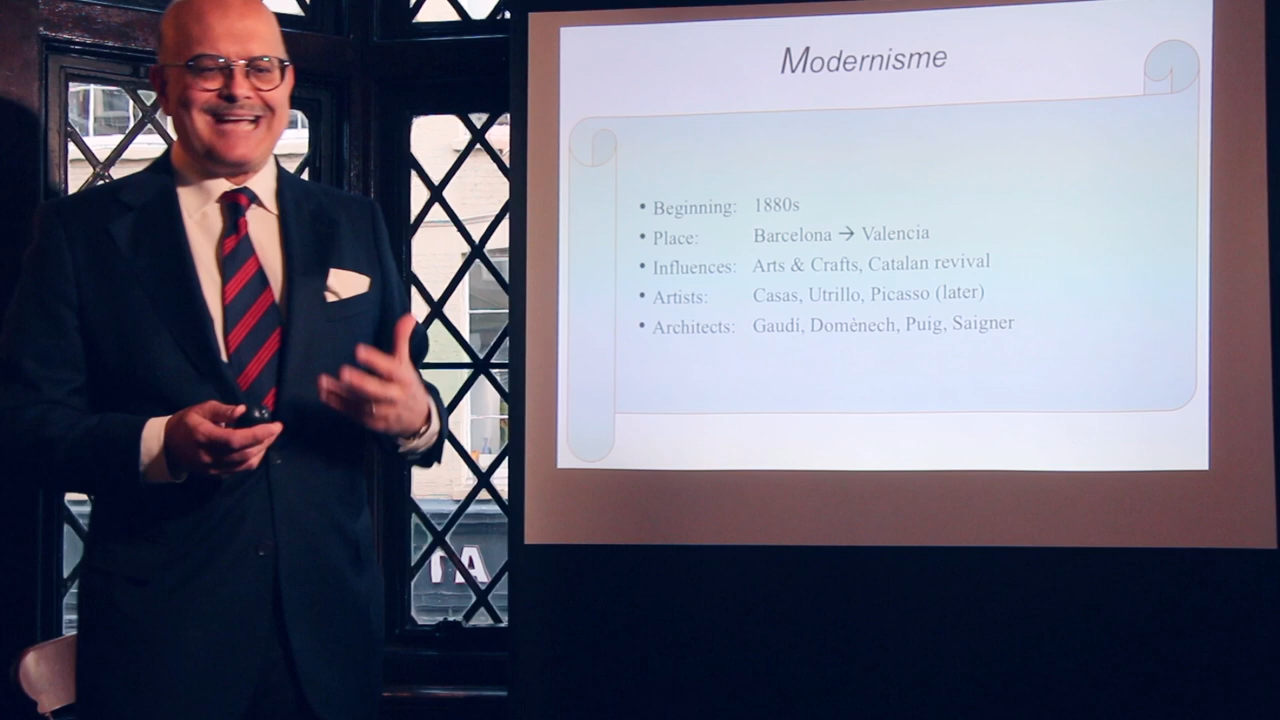 Modernisme
• Beginning: 1880s
• Place: Barcelona → Valencia
• Influences: Arts & Crafts, Catalan revival
• Artists: Casas, Utrillo, Picasso (later)
• Architects: Gaudí, Domènech, Puig, Saigner